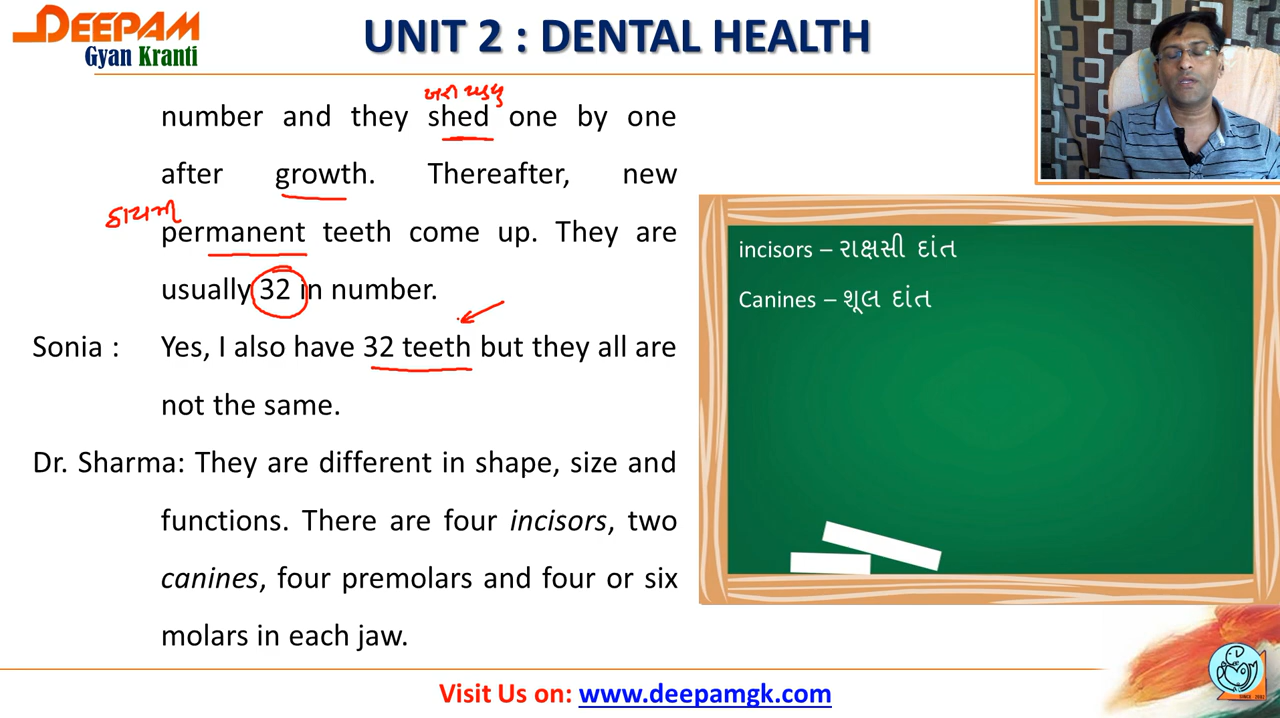 DEEPAM
Gyan Kranti
UNIT 2 : DENTAL HEALTH
ખરી પડવુ
number and they shed one by one
after growth. Thereafter, new
કાયમી
permanent teeth come up. They are
usually 32 in number.
Sonia : Yes, I also have 32 teeth but they all are
not the same.
Dr. Sharma: They are different in shape, size and
functions. There are four incisors, two
canines, four premolars and four or six
molars in each jaw.
incisors – રાક્ષસી દાંત
Canines – શૂલ દાંત
Visit Us on: www.deepamgk.com